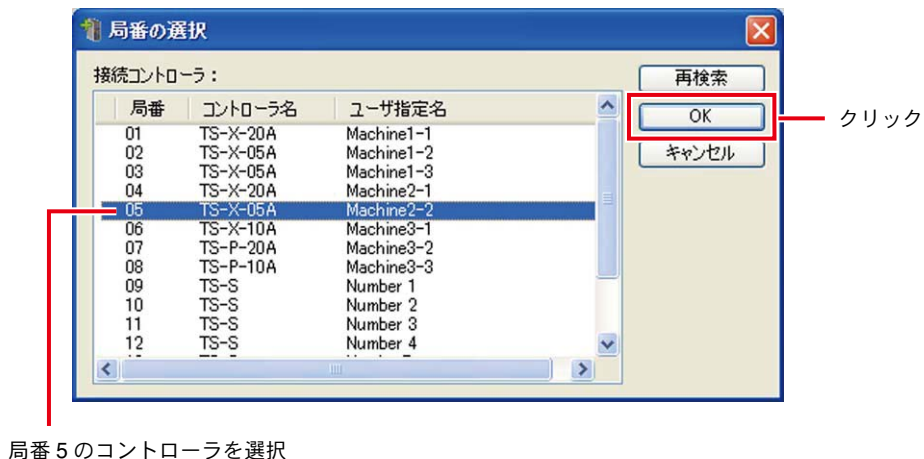 局番の選択
接続コントローラ：
局番 コントローラ名 ユーザ指定名
01 TS-X-20A Machine1-1
02 TS-X-05A Machine1-2
03 TS-X-05A Machine1-3
04 TS-X-20A Machine2-1
05 TS-X-05A Machine2-2
06 TS-X-10A Machine3-1
07 TS-P-20A Machine3-2
08 TS-P-10A Machine3-3
09 TS-S Number 1
10 TS-S Number 2
11 TS-S Number 3
12 TS-S Number 4
再検索
OK
キャンセル
クリック
局番 5 のコントローラを選択